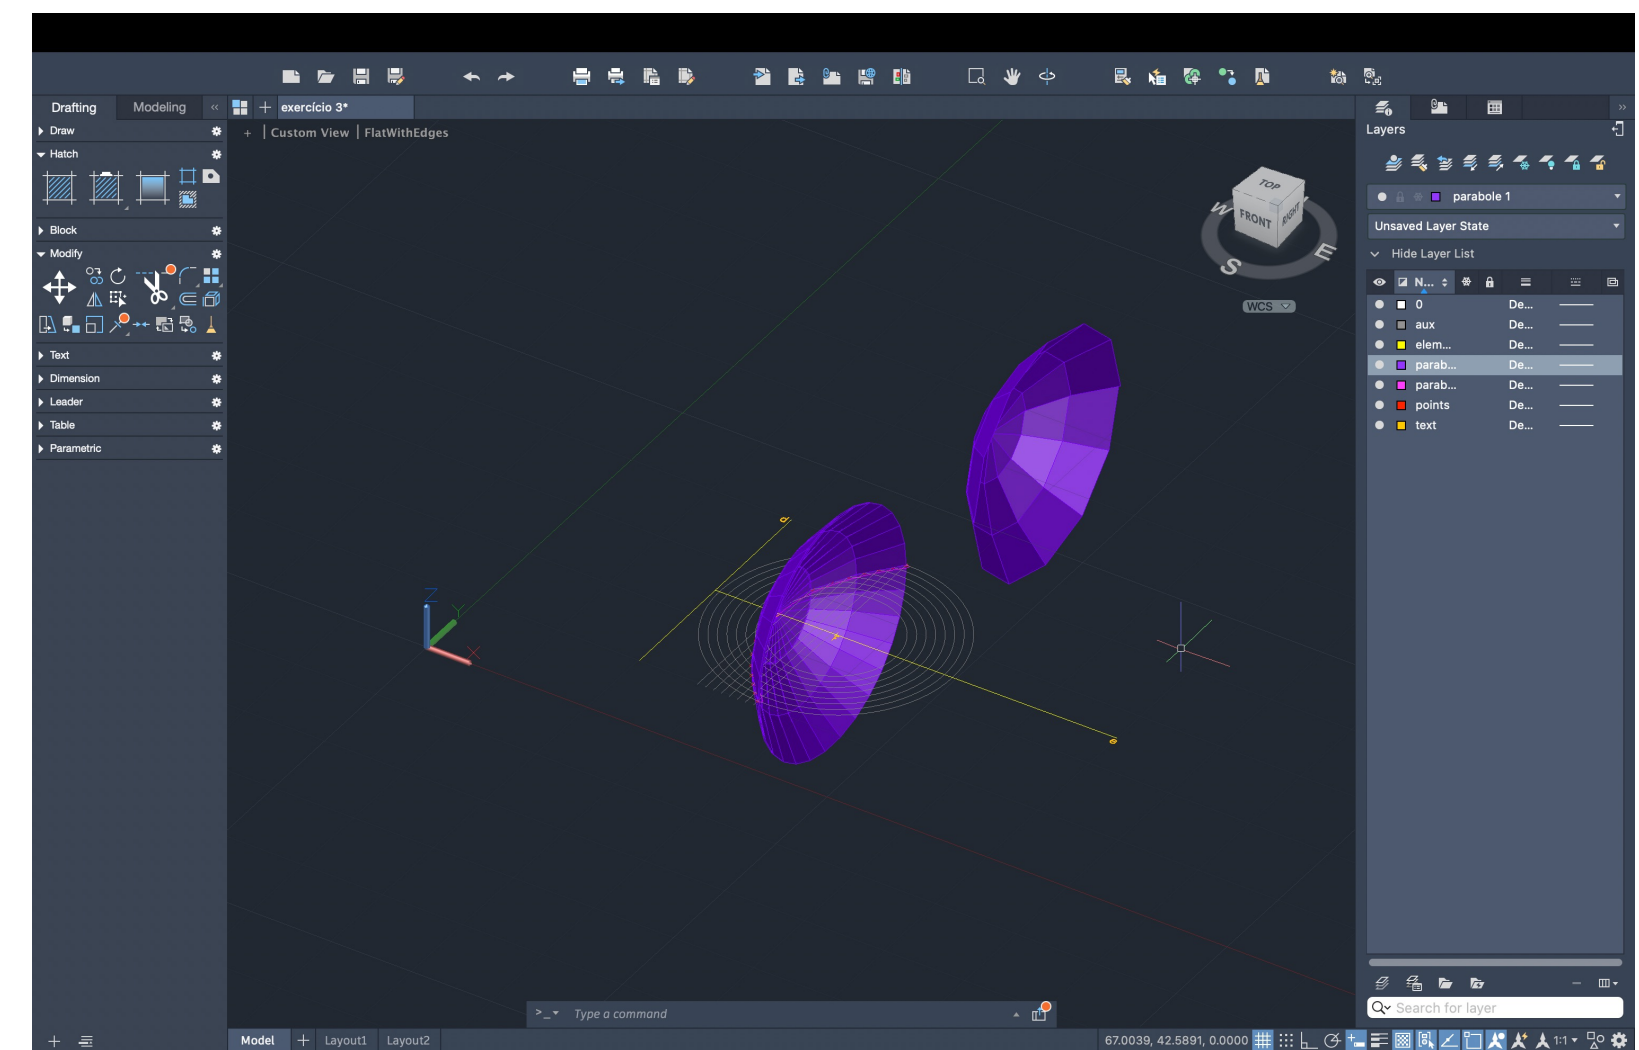 Drafting Modeling
exercício 3*
Draw
Hatch
Block
Modify
Text
Dimension
Leader
Table
Parametric
+ | Custom View | FlatWithEdges
TOP
FRONT
RIGHT
W
S
E
WCS
Z
Y
X
d
F
e
>_ Type a command
Model + Layout1 Layout2
67.0039, 42.5891, 0.0000
1:1
Layers
parabole 1
Unsaved Layer State
Hide Layer List
N...
0 De...
aux De...
elem... De...
parab... De...
parab... De...
points De...
text De...
Search for layer